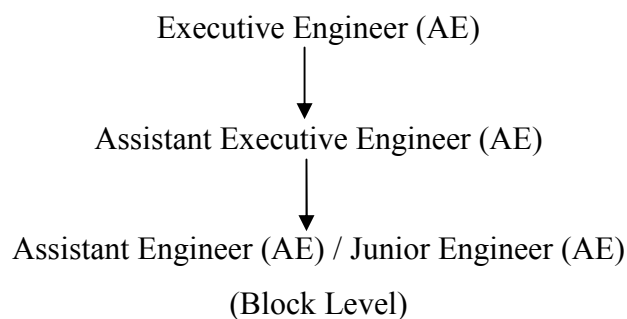 Executive Engineer (AE)
Assistant Executive Engineer (AE)
Assistant Engineer (AE) / Junior Engineer (AE)
(Block Level)